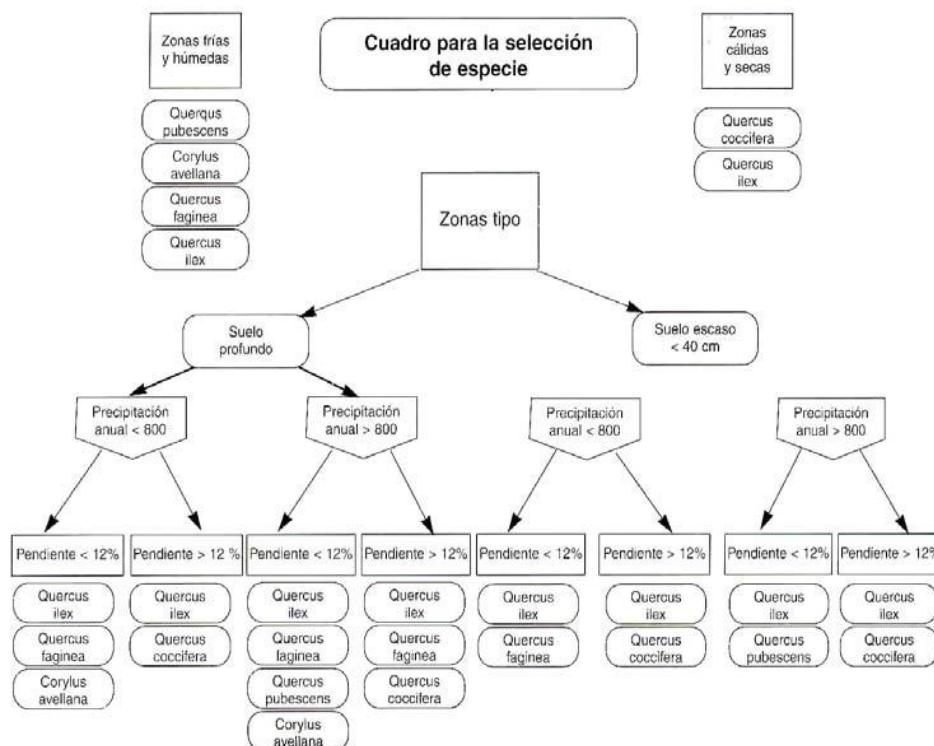 Zonas frías
y húmedas
Cuadro para la selección
de especie
Zonas
cálidas
y secas
Querqus
pubescens
Corylus
avellana
Quercus
faginea
Quercus
ilex
Quercus
coccifera
Quercus
ilex
Zonas tipo
Suelo
profundo
Suelo escaso
< 40 cm
Precipitación
anual < 800
Precipitación
anual > 800
Precipitación
anual < 800
Precipitación
anual > 800
Pendiente < 12%
Pendiente > 12 %
Pendiente < 12%
Pendiente > 12%
Pendiente < 12%
Pendiente > 12%
Pendiente < 12%
Pendiente > 12%
Quercus
ilex
Quercus
faginea
Corylus
avellana
Quercus
ilex
Quercus
coccifera
Quercus
ilex
Quercus
laginea
Quercus
pubescens
Corylus
avellana
Quercus
ilex
Quercus
faginea
Quercus
coccifera
Quercus
ilex
Quercus
faginea
Quercus
ilex
Quercus
coccifera
Quercus
ilex
Quercus
pubescens
Quercus
ilex
Quercus
coccifera